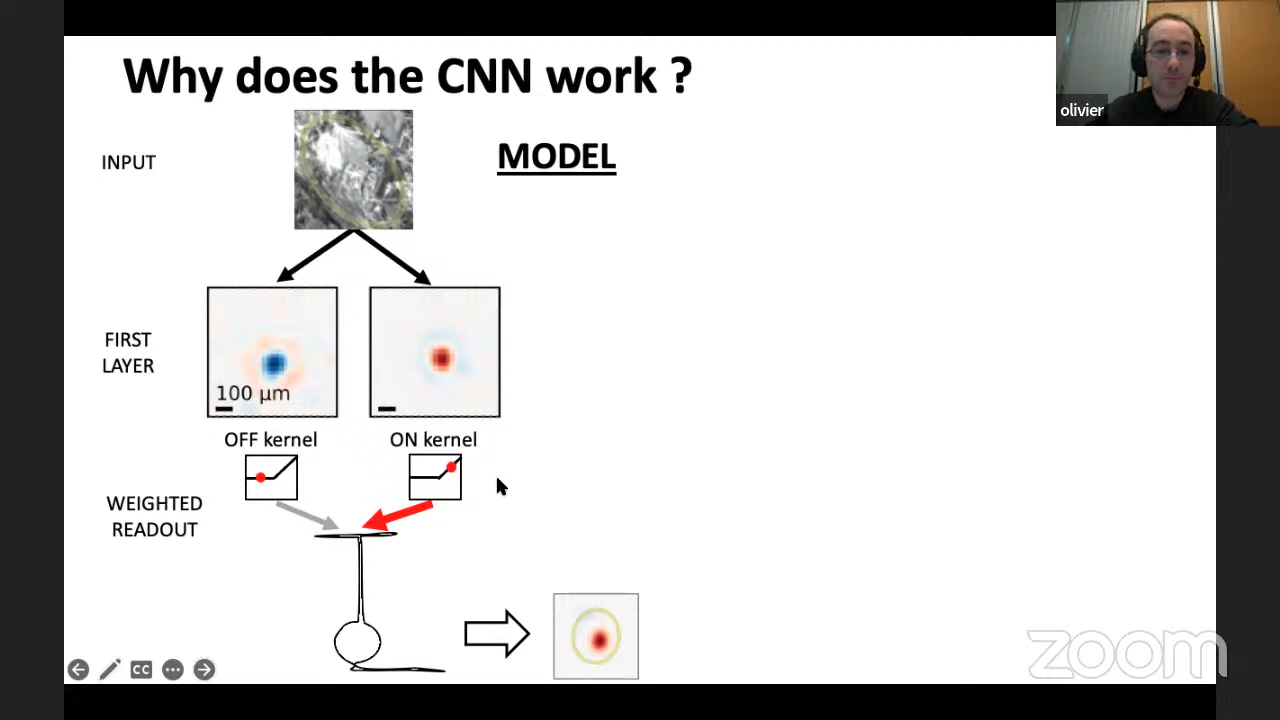 Why does the CNN work ?
olivier
INPUT
MODEL
FIRST
LAYER
100 µm
OFF kernel
ON kernel
WEIGHTED
READOUT
CC
zoom